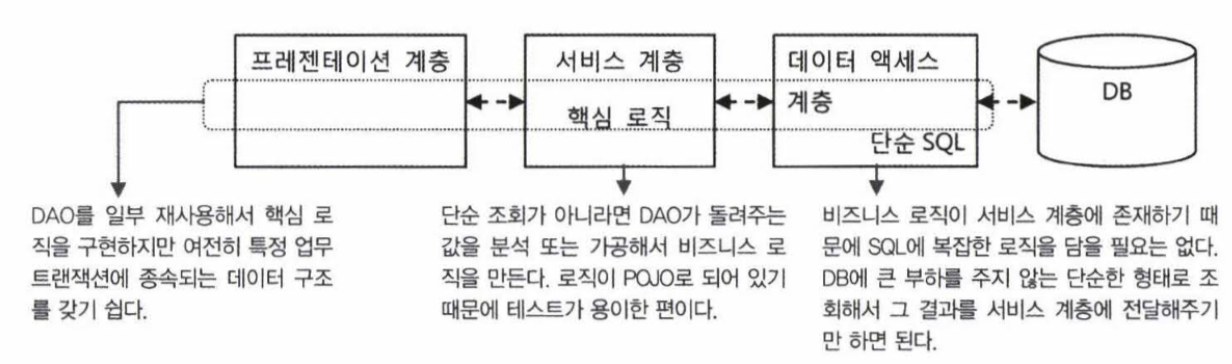 프레젠테이션 계층
서비스 계층
핵심 로직
데이터 액세스
계층
단순 SQL
DB
DAO를 일부 재사용해서 핵심 로
직을 구현하지만 여전히 특정 업무
트랜잭션에 종속되는 데이터 구조
를 갖기 쉽다.
단순 조회가 아니라면 DAO가 돌려주는
값을 분석 또는 가공해서 비즈니스 로
직을 만든다. 로직이 POJO로 되어 있기
때문에 테스트가 용이한 편이다.
비즈니스 로직이 서비스 계층에 존재하기 때
문에 SQL에 복잡한 로직을 담을 필요는 없다.
DB에 큰 부하를 주지 않는 단순한 형태로 조
회해서 그 결과를 서비스 계층에 전달해주기
만 하면 된다.